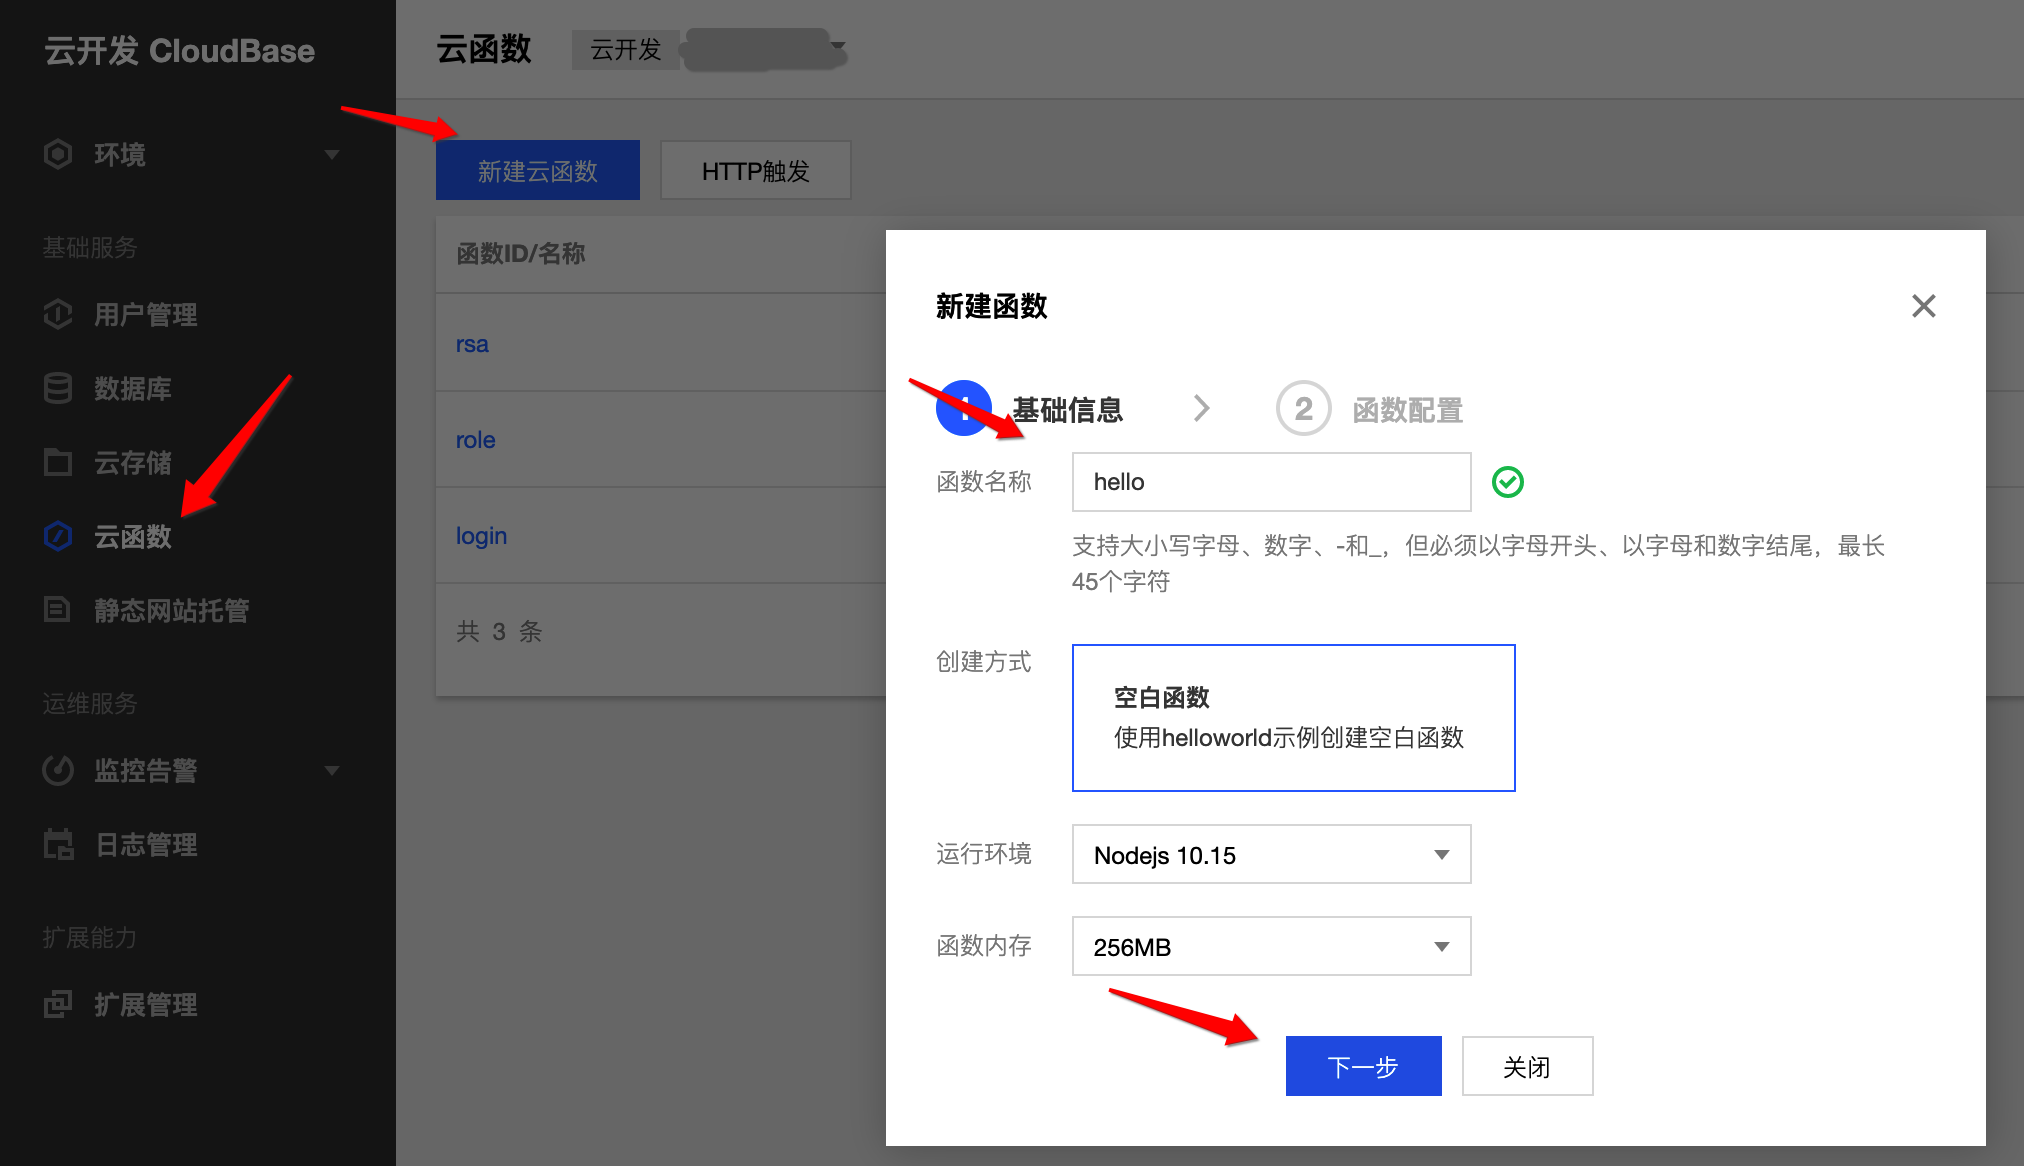 云开发 CloudBase
环境
基础服务
用户管理
数据库
云存储
云函数
静态网站托管
运维服务
监控告警
日志管理
扩展能力
扩展管理
云函数
云开发
新建云函数
HTTP触发
函数ID/名称
rsa
role
login
共 3 条
新建函数
1 基础信息
2 函数配置
函数名称
hello
支持大小写字母、数字、-和_，但必须以字母开头、以字母和数字结尾，最长
45个字符
创建方式
空白函数
使用helloworld示例创建空白函数
运行环境
Nodejs 10.15
函数内存
256MB
下一步
关闭